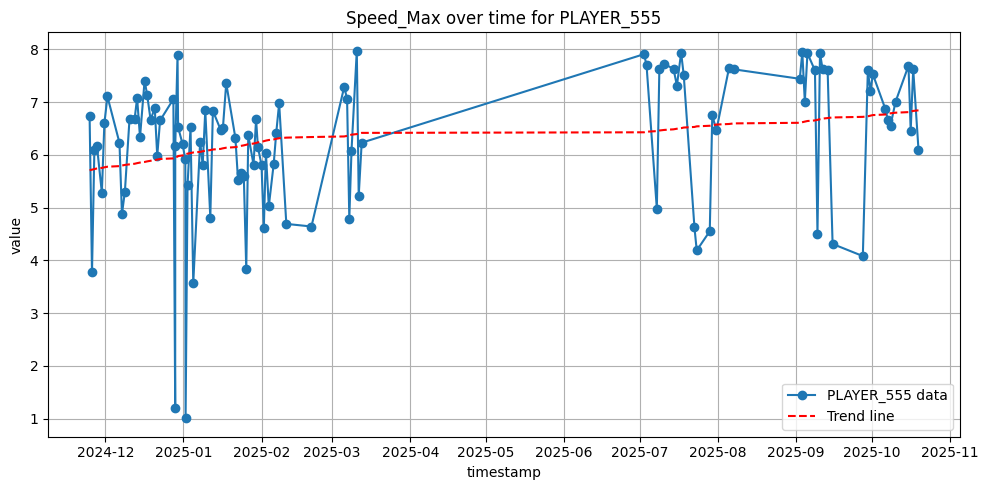 Speed_Max over time for PLAYER_555
value
8
7
6
5
4
3
2
1
2024-12 2025-01 2025-02 2025-03 2025-04 2025-05 2025-06 2025-07 2025-08 2025-09 2025-10 2025-11
timestamp
PLAYER_555 data
Trend line